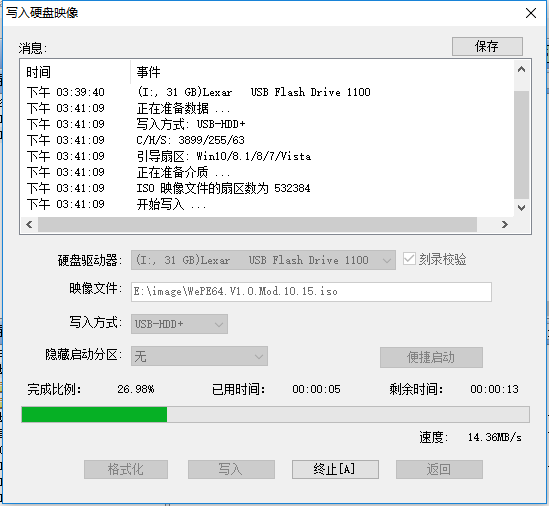 写入硬盘映像
消息:
保存
时间 事件
下午 03:39:40 (I:, 31 GB)Lexar USB Flash Drive 1100
下午 03:41:09 正在准备数据 ...
下午 03:41:09 写入方式: USB-HDD+
下午 03:41:09 C/H/S: 3899/255/63
下午 03:41:09 引导扇区: Win10/8.1/8/7/Vista
下午 03:41:09 正在准备介质 ...
下午 03:41:09 ISO 映像文件的扇区数为 532384
下午 03:41:09 开始写入 ...
硬盘驱动器: (I:, 31 GB)Lexar USB Flash Drive 1100 刻录校验
映像文件: E:\image\WePE64.V1.0.Mod.10.15.iso
写入方式: USB-HDD+
隐藏启动分区: 无 便捷启动
完成比例: 26.98% 已用时间: 00:00:05 剩余时间: 00:00:13
速度: 14.36MB/s
格式化 写入 终止[A] 返回